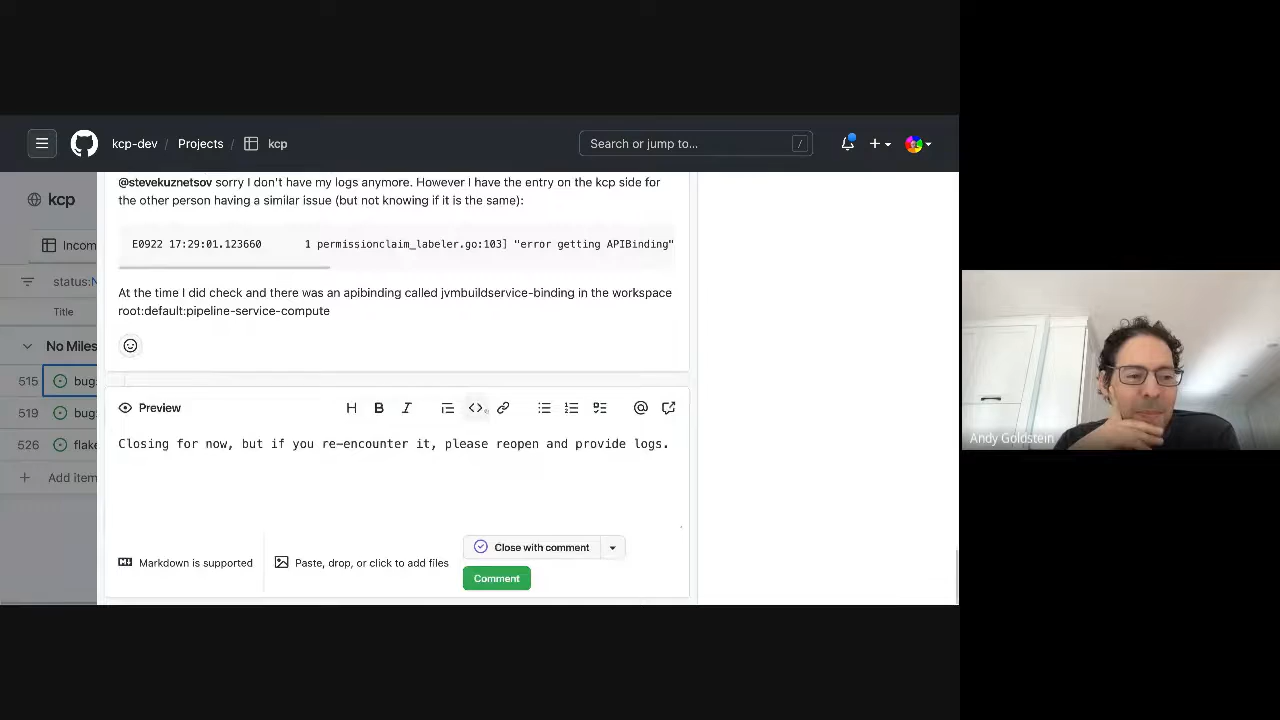 kcp-dev / Projects / kcp
Search or jump to... /
kcp
@stevekuznetsov sorry I don't have my logs anymore. However I have the entry on the kcp side for
the other person having a similar issue (but not knowing if it is the same):
Incom
E0922 17:29:01.123660 1 permissionclaim_labeler.go:103] "error getting APIBinding"
status:N
At the time I did check and there was an apibinding called jvmbuildservice-binding in the workspace
root:default:pipeline-service-compute
Title
No Miles
515 bug:
519 bug:
526 flake
Add item
Preview
H B I
Closing for now, but if you re-encounter it, please reopen and provide logs.
Markdown is supported
Paste, drop, or click to add files
Close with comment
Comment
Andy Goldstein